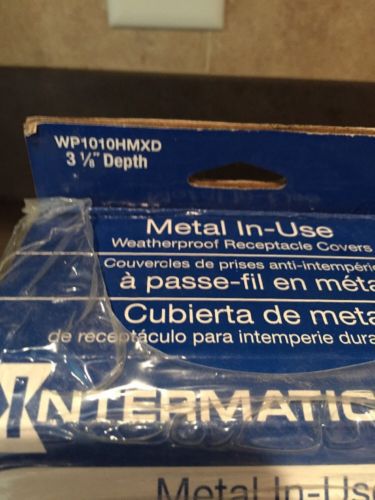 WP1010HMXD
3 ⅛" Depth
Metal In-Use
Weatherproof Receptacle Covers
Couvercles de prises anti-intempérie
à passe-fil en méta
Cubierta de meta
de receptáculo para intemperie dura
INTERMATIC
Metal In-Use